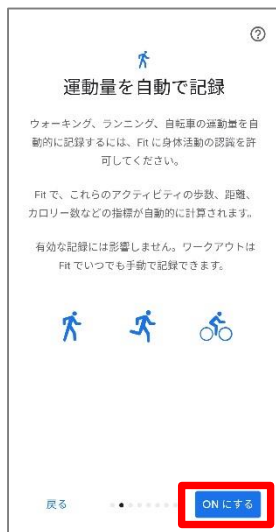 運動量を自動で記録
ウォーキング、ランニング、自転車の運動量を自
動的に記録するには、Fit に身体活動の認識を許
可してください。
Fit で、これらのアクティビティの歩数、距離、
カロリー数などの指標が自動的に計算されます。
有効な記録には影響しません。ワークアウトは
Fit でいつでも手動で記録できます。
戻る
ON にする